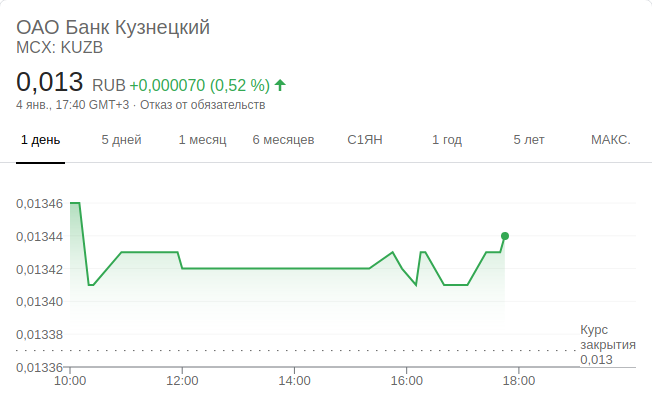 ОАО Банк Кузнецкий
MCX: KUZB
0,013 RUB +0,000070 (0,52 %)
4 янв., 17:40 GMT+3 · Отказ от обязательств
1 день 5 дней 1 месяц 6 месяцев С1ЯН 1 год 5 лет МАКС.
0,01346
0,01344
0,01342
0,01340
0,01338
0,01336
Курс
закрытия
0,013
10:00 12:00 14:00 16:00 18:00